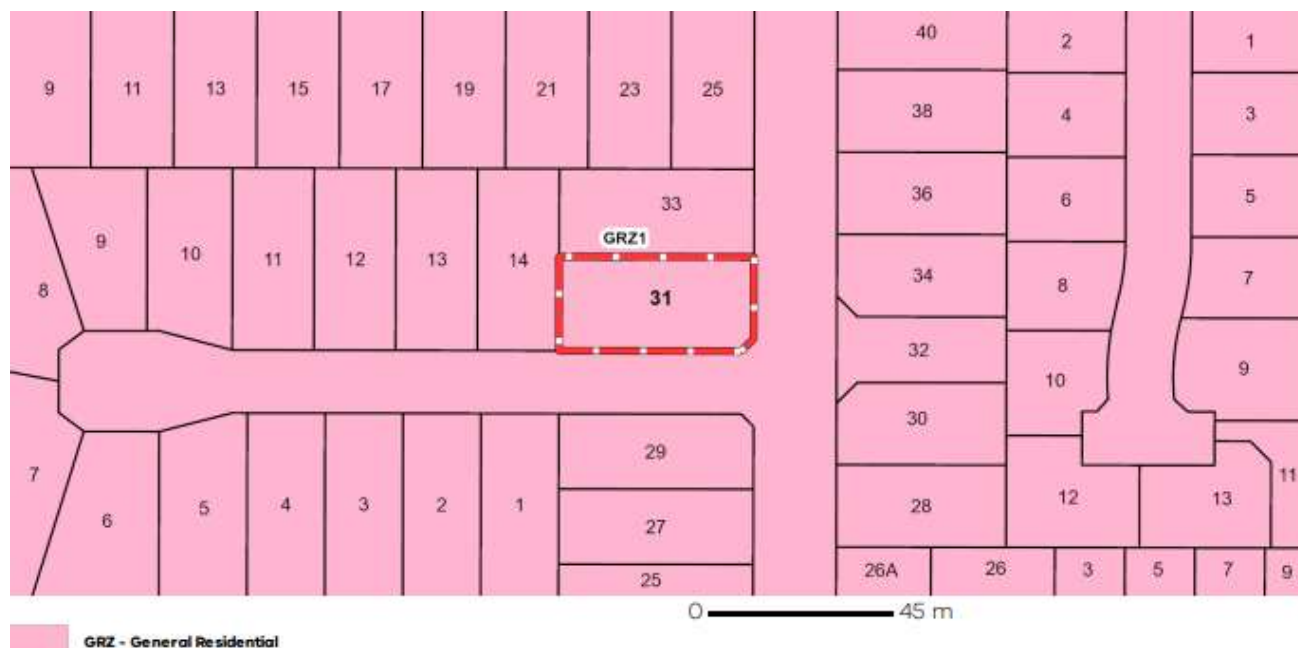 40 2 1
9 11 13 15 17 19 21 23 25
38 4 3
36 6 5
33
9 10 11 12 13 14
GRZ1
34 8 7
8 31
32 9
10
30
29
7 6 5 4 3 2 1
28 12 13 11
27
25 26A 26 3 5 7 9
0 45 m
GRZ - General Residential